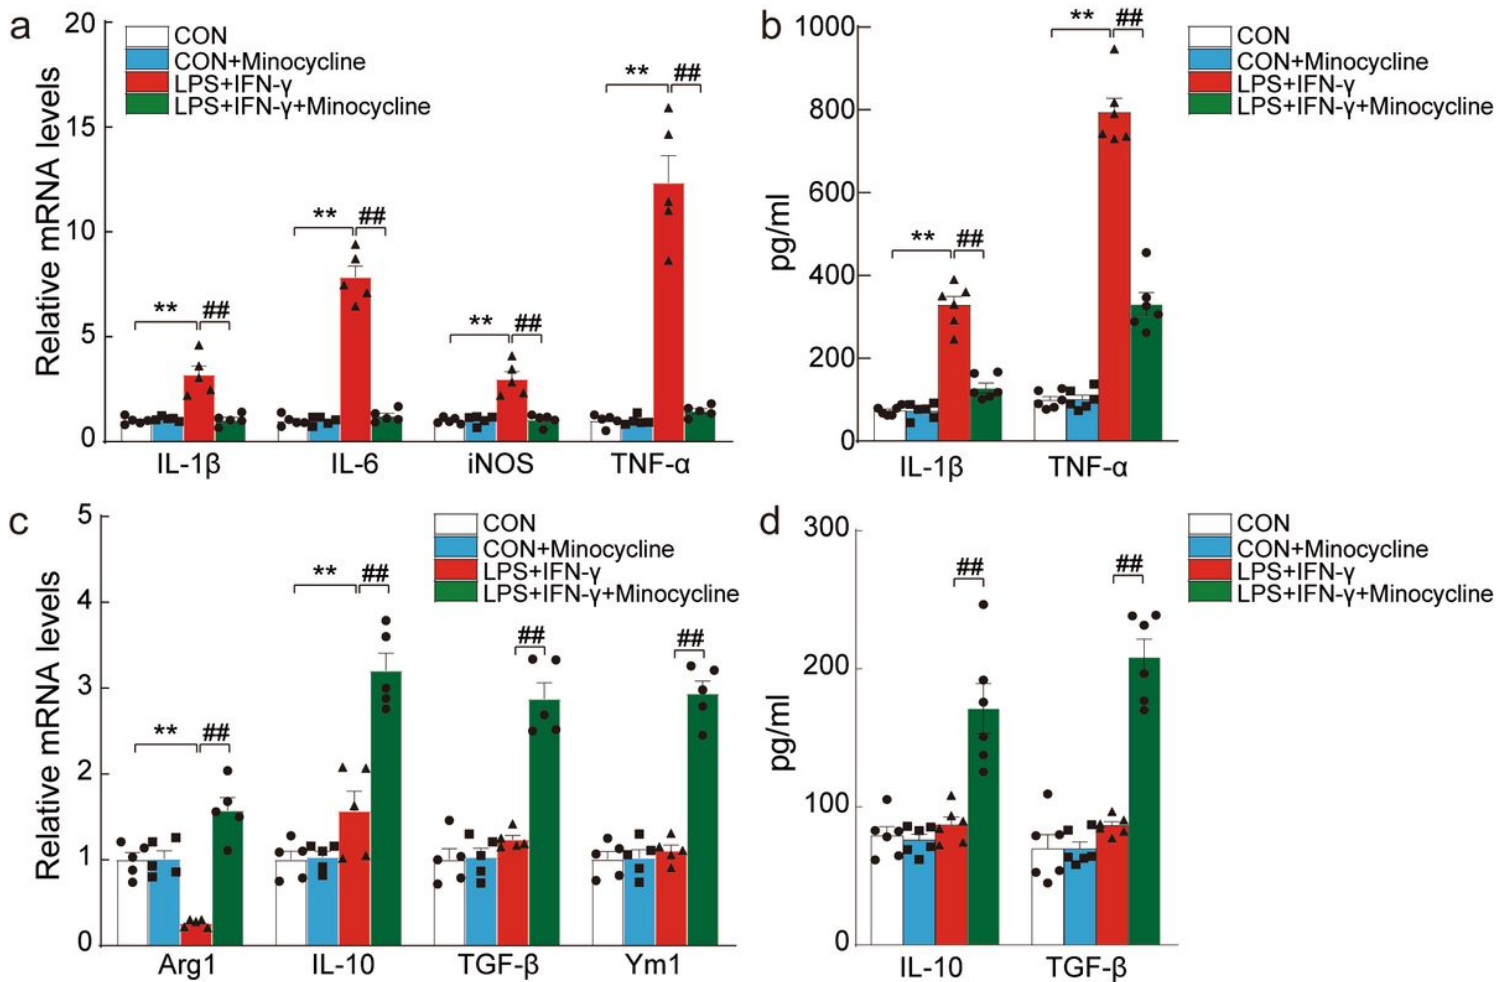 a
20
15
10
5
0
Relative mRNA levels
CON
CON+Minocycline
LPS+IFN-γ
LPS+IFN-γ+Minocycline
** ##
** ##
** ##
** ##
IL-1β IL-6 iNOS TNF-α
b
1000
800
600
400
200
0
pg/ml
CON
CON+Minocycline
LPS+IFN-γ
LPS+IFN-γ+Minocycline
** ##
** ##
IL-1β TNF-α
c
5
4
3
2
1
0
Relative mRNA levels
CON
CON+Minocycline
LPS+IFN-γ
LPS+IFN-γ+Minocycline
** ##
** ##
##
##
Arg1 IL-10 TGF-β Ym1
d
300
200
100
0
pg/ml
CON
CON+Minocycline
LPS+IFN-γ
LPS+IFN-γ+Minocycline
##
##
IL-10 TGF-β